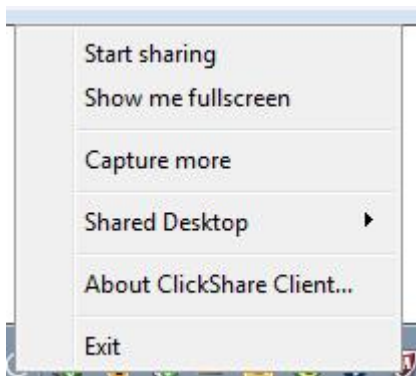 Start sharing
Show me fullscreen
Capture more
Shared Desktop
About ClickShare Client...
Exit